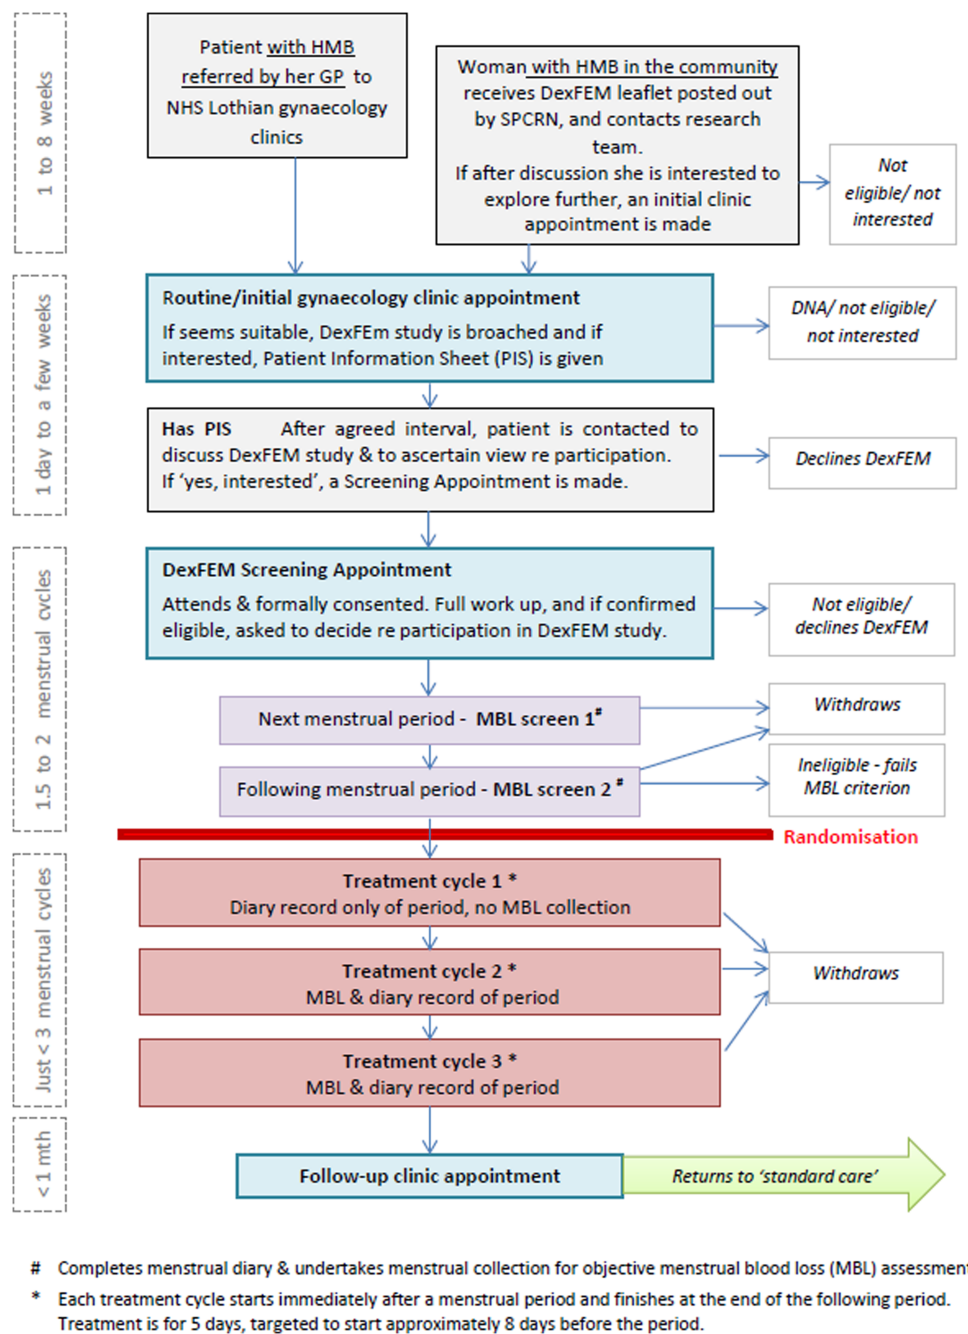 1 to 8 weeks
Patient with HMB
referred by her GP to
NHS Lothian gynaecology
clinics
Woman with HMB in the community
receives DexFEM leaflet posted out
by SPCRN, and contacts research
team.
If after discussion she is interested to
explore further, an initial clinic
appointment is made
Not
eligible/ not
interested
1 day to a few weeks
Routine/initial gynaecology clinic appointment
If seems suitable, DexFEm study is broached and if
interested, Patient Information Sheet (PIS) is given
DNA/ not eligible/
not interested
Has PIS After agreed interval, patient is contacted to
discuss DexFEM study & to ascertain view re participation.
If ‘yes, interested’, a Screening Appointment is made.
Declines DexFEM
1.5 to 2 menstrual cycles
DexFEM Screening Appointment
Attends & formally consented. Full work up, and if confirmed
eligible, asked to decide re participation in DexFEM study.
Not eligible/
declines DexFEM
Next menstrual period - MBL screen 1#
Withdraws
Following menstrual period - MBL screen 2 #
Ineligible - fails
MBL criterion
Randomisation
Just < 3 menstrual cycles
Treatment cycle 1 *
Diary record only of period, no MBL collection
Treatment cycle 2 *
MBL & diary record of period
Withdraws
Treatment cycle 3 *
MBL & diary record of period
< 1 mth
Follow-up clinic appointment
Returns to ‘standard care’
# Completes menstrual diary & undertakes menstrual collection for objective menstrual blood loss (MBL) assessment
* Each treatment cycle starts immediately after a menstrual period and finishes at the end of the following period.
Treatment is for 5 days, targeted to start approximately 8 days before the period.